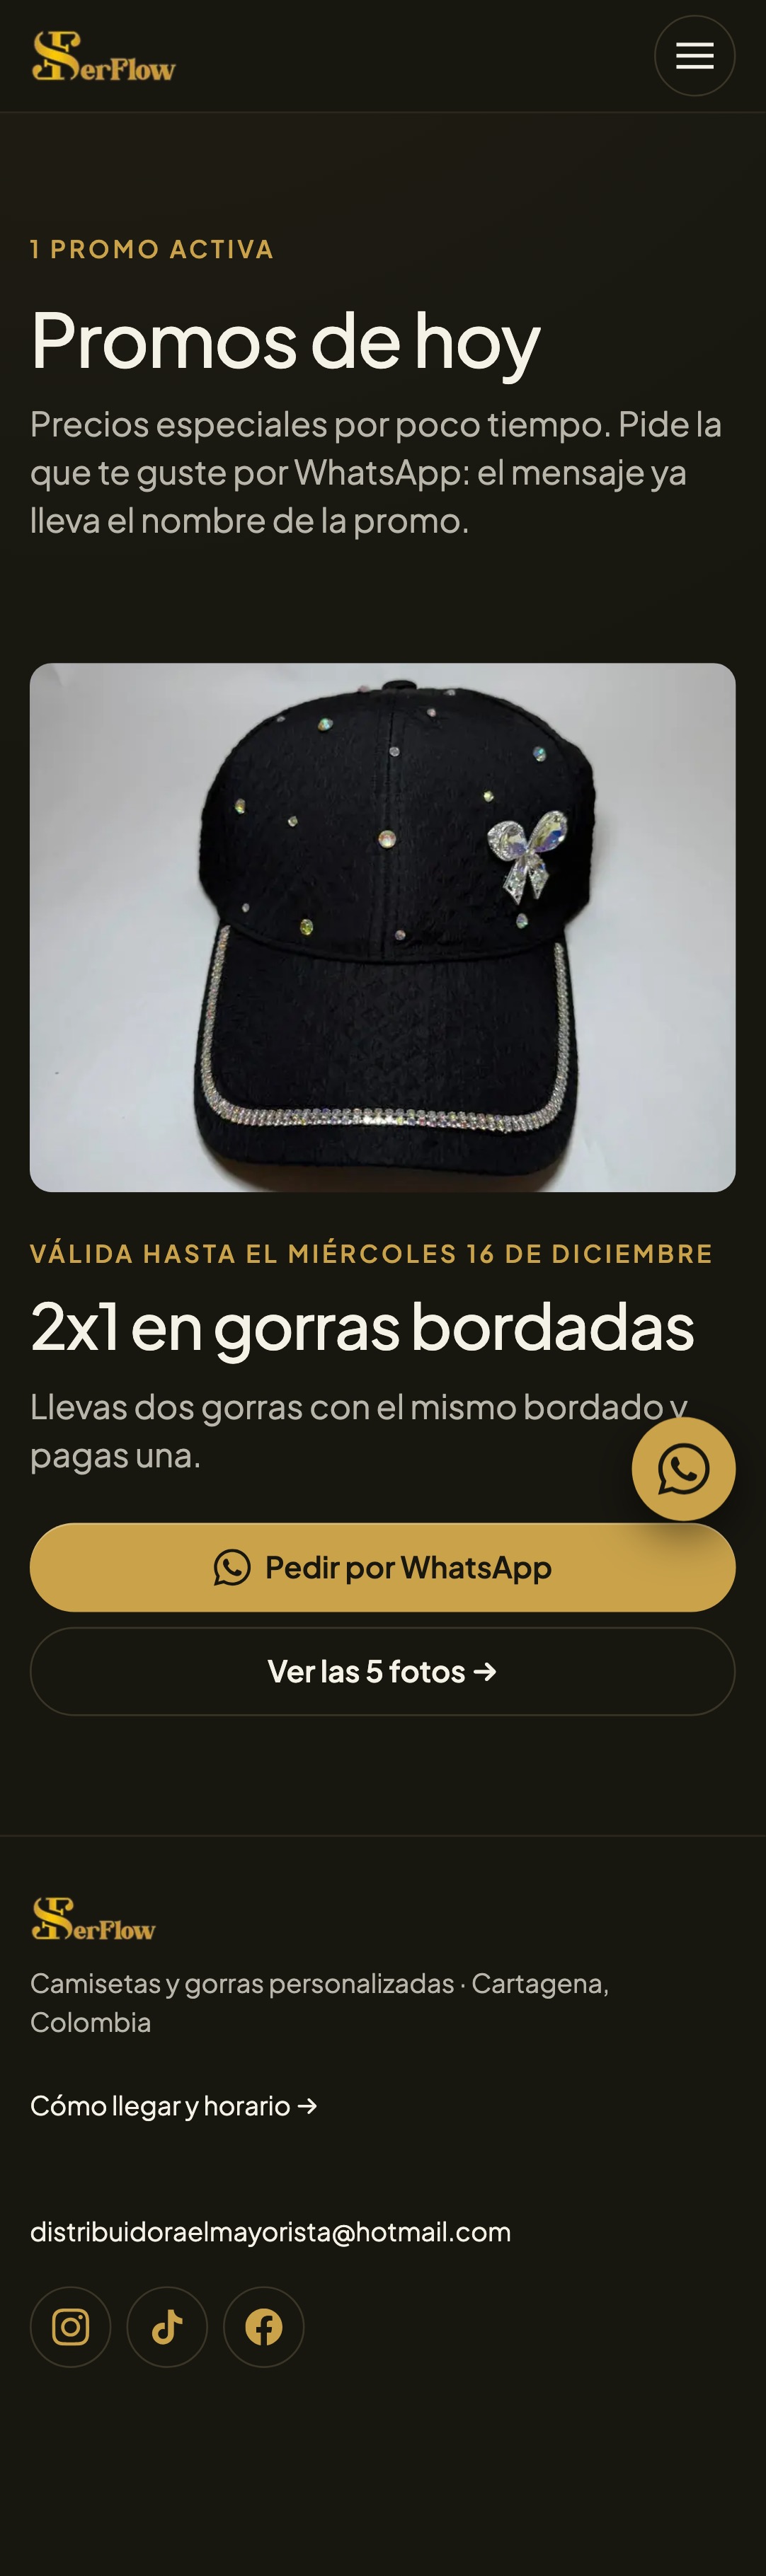 SerFlow
1 PROMO ACTIVA
Promos de hoy
Precios especiales por poco tiempo. Pide la
que te guste por WhatsApp: el mensaje ya
lleva el nombre de la promo.
VÁLIDA HASTA EL MIÉRCOLES 16 DE DICIEMBRE
2x1 en gorras bordadas
Llevas dos gorras con el mismo bordado y
pagas una.
Pedir por WhatsApp
Ver las 5 fotos →
SerFlow
Camisetas y gorras personalizadas · Cartagena,
Colombia
Cómo llegar y horario →
distribuidoraelmayorista@hotmail.com